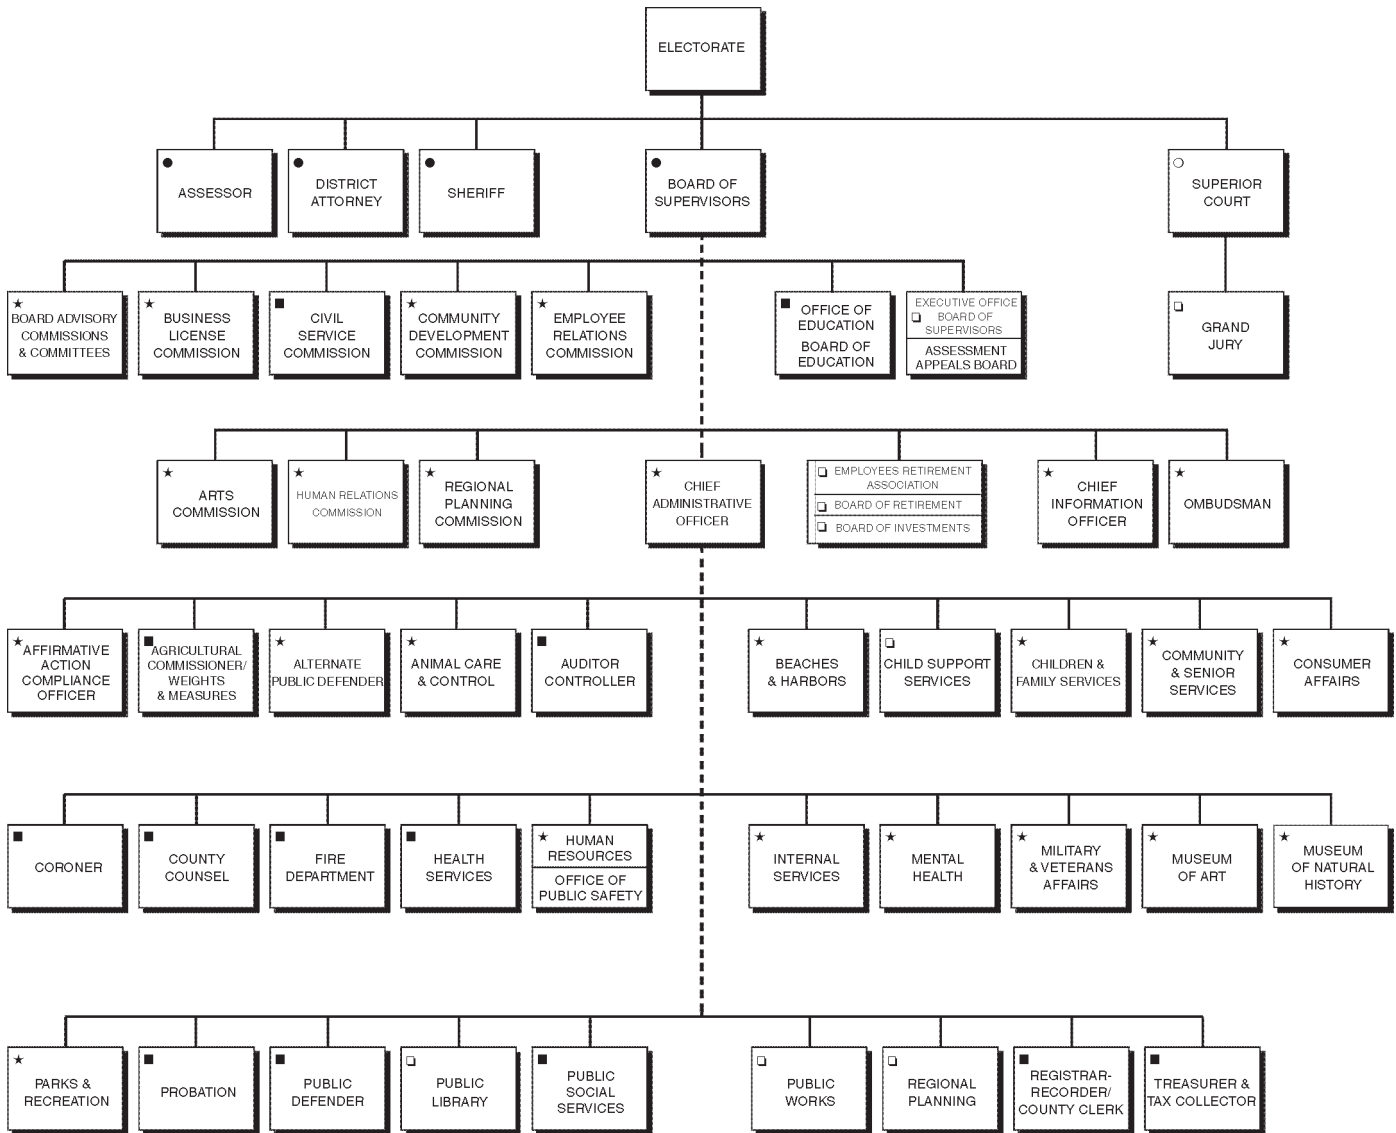 ELECTORATE
ASSESSOR
DISTRICT
ATTORNEY
SHERIFF
BOARD OF
SUPERVISORS
SUPERIOR
COURT
BOARD ADVISORY
COMMISSIONS
& COMMITTEES
BUSINESS
LICENSE
COMMISSION
CIVIL
SERVICE
COMMISSION
COMMUNITY
DEVELOPMENT
COMMISSION
EMPLOYEE
RELATIONS
COMMISSION
OFFICE OF
EDUCATION
BOARD OF
EDUCATION
EXECUTIVE OFFICE
BOARD OF
SUPERVISORS
ASSESSMENT
APPEALS BOARD
GRAND
JURY
ARTS
COMMISSION
HUMAN RELATIONS
COMMISSION
REGIONAL
PLANNING
COMMISSION
CHIEF
ADMINISTRATIVE
OFFICER
EMPLOYEES RETIREMENT
ASSOCIATION
BOARD OF RETIREMENT
BOARD OF INVESTMENTS
CHIEF
INFORMATION
OFFICER
OMBUDSMAN
AFFIRMATIVE
ACTION
COMPLIANCE
OFFICER
AGRICULTURAL
COMMISSIONER/
WEIGHTS
& MEASURES
ALTERNATE
PUBLIC DEFENDER
ANIMAL CARE
& CONTROL
AUDITOR
CONTROLLER
BEACHES
& HARBORS
CHILD SUPPORT
SERVICES
CHILDREN &
FAMILY SERVICES
COMMUNITY
& SENIOR
SERVICES
CONSUMER
AFFAIRS
CORONER
COUNTY
COUNSEL
FIRE
DEPARTMENT
HEALTH
SERVICES
HUMAN
RESOURCES
OFFICE OF
PUBLIC SAFETY
INTERNAL
SERVICES
MENTAL
HEALTH
MILITARY
& VETERANS
AFFAIRS
MUSEUM
OF ART
MUSEUM
OF NATURAL
HISTORY
PARKS &
RECREATION
PROBATION
PUBLIC
DEFENDER
PUBLIC
LIBRARY
PUBLIC
SOCIAL
SERVICES
PUBLIC
WORKS
REGIONAL
PLANNING
REGISTRAR-
RECORDER/
COUNTY CLERK
TREASURER &
TAX COLLECTOR